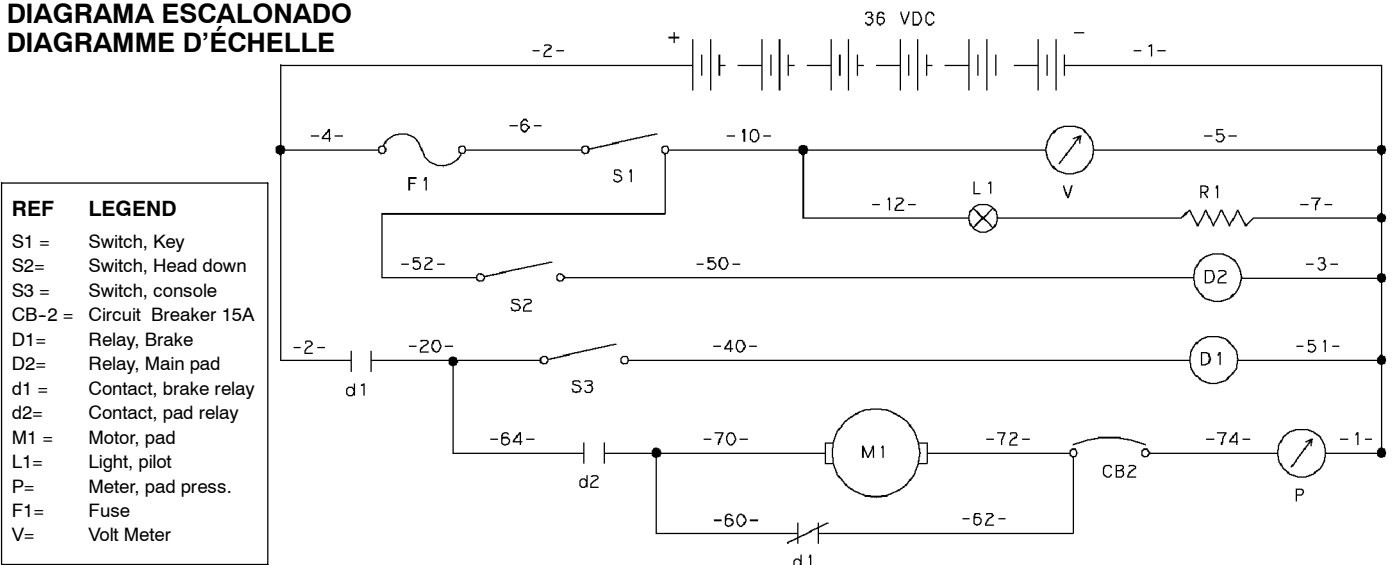 DIAGRAMA ESCALONADO
DIAGRAMME D'ÉCHELLE
36 VDC
-2-
+
-
-1-
-4-
F1
-6-
S1
-10-
V
-5-
-12-
L1
R1
-7-
-52-
S2
-50-
D2
-3-
-2-
d1
-20-
S3
-40-
D1
-51-
-64-
d2
-70-
M1
-72-
CB2
-74-
P
-1-
-60-
d1
-62-
REF LEGEND
S1 = Switch, Key
S2= Switch, Head down
S3 = Switch, console
CB-2 = Circuit Breaker 15A
D1= Relay, Brake
D2= Relay, Main pad
d1 = Contact, brake relay
d2= Contact, pad relay
M1 = Motor, pad
L1= Light, pilot
P= Meter, pad press.
F1= Fuse
V= Volt Meter